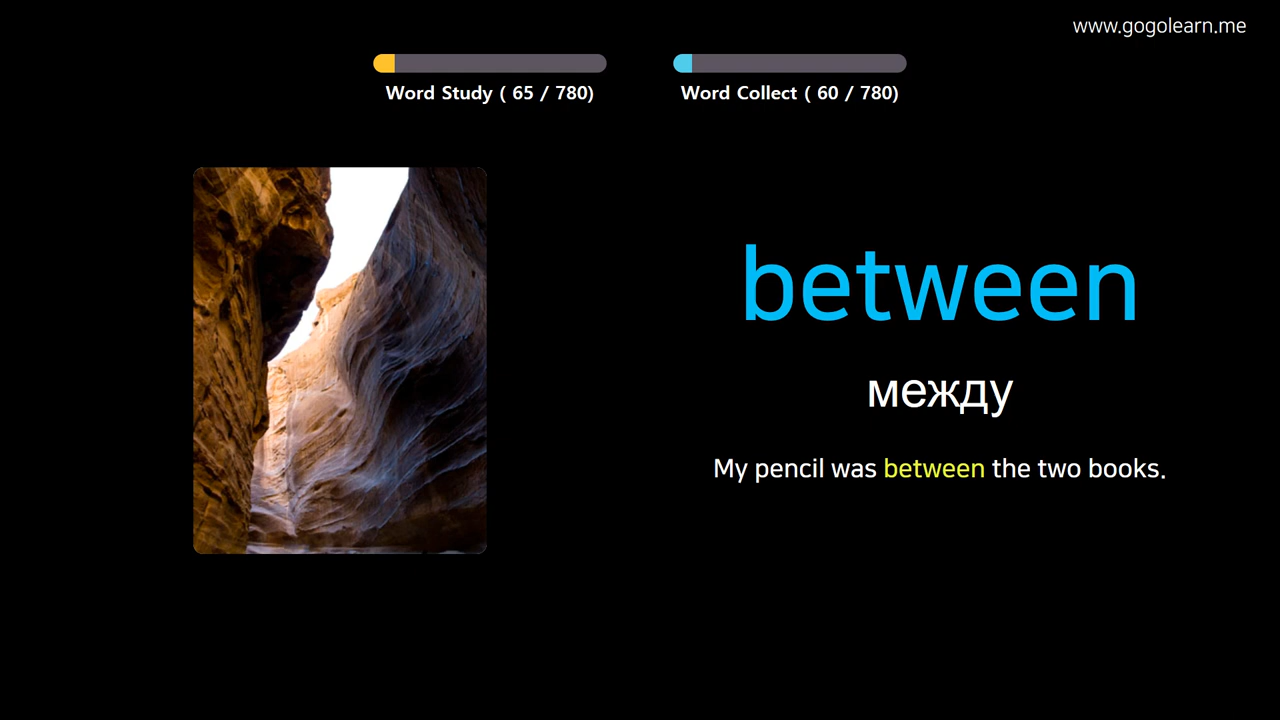 www.gogolearn.me
Word Study ( 65 / 780)
Word Collect ( 60 / 780)
between
между
My pencil was between the two books.